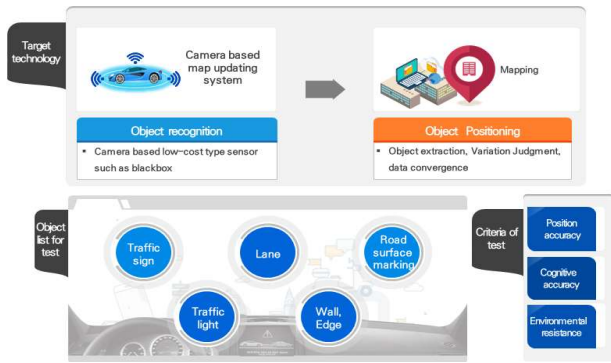 Target
technology
Camera based
map updating
system
Mapping
Object recognition
• Camera based low-cost type sensor
such as blackbox
Object Positioning
• Object extraction, Variation Judgment,
data convergence
Object
list for
test
Traffic
sign
Lane
Road
surface
marking
Traffic
light
Wall,
Edge
Criteria of
test
Position
accuracy
Cognitive
accuracy
Environmental
resistance